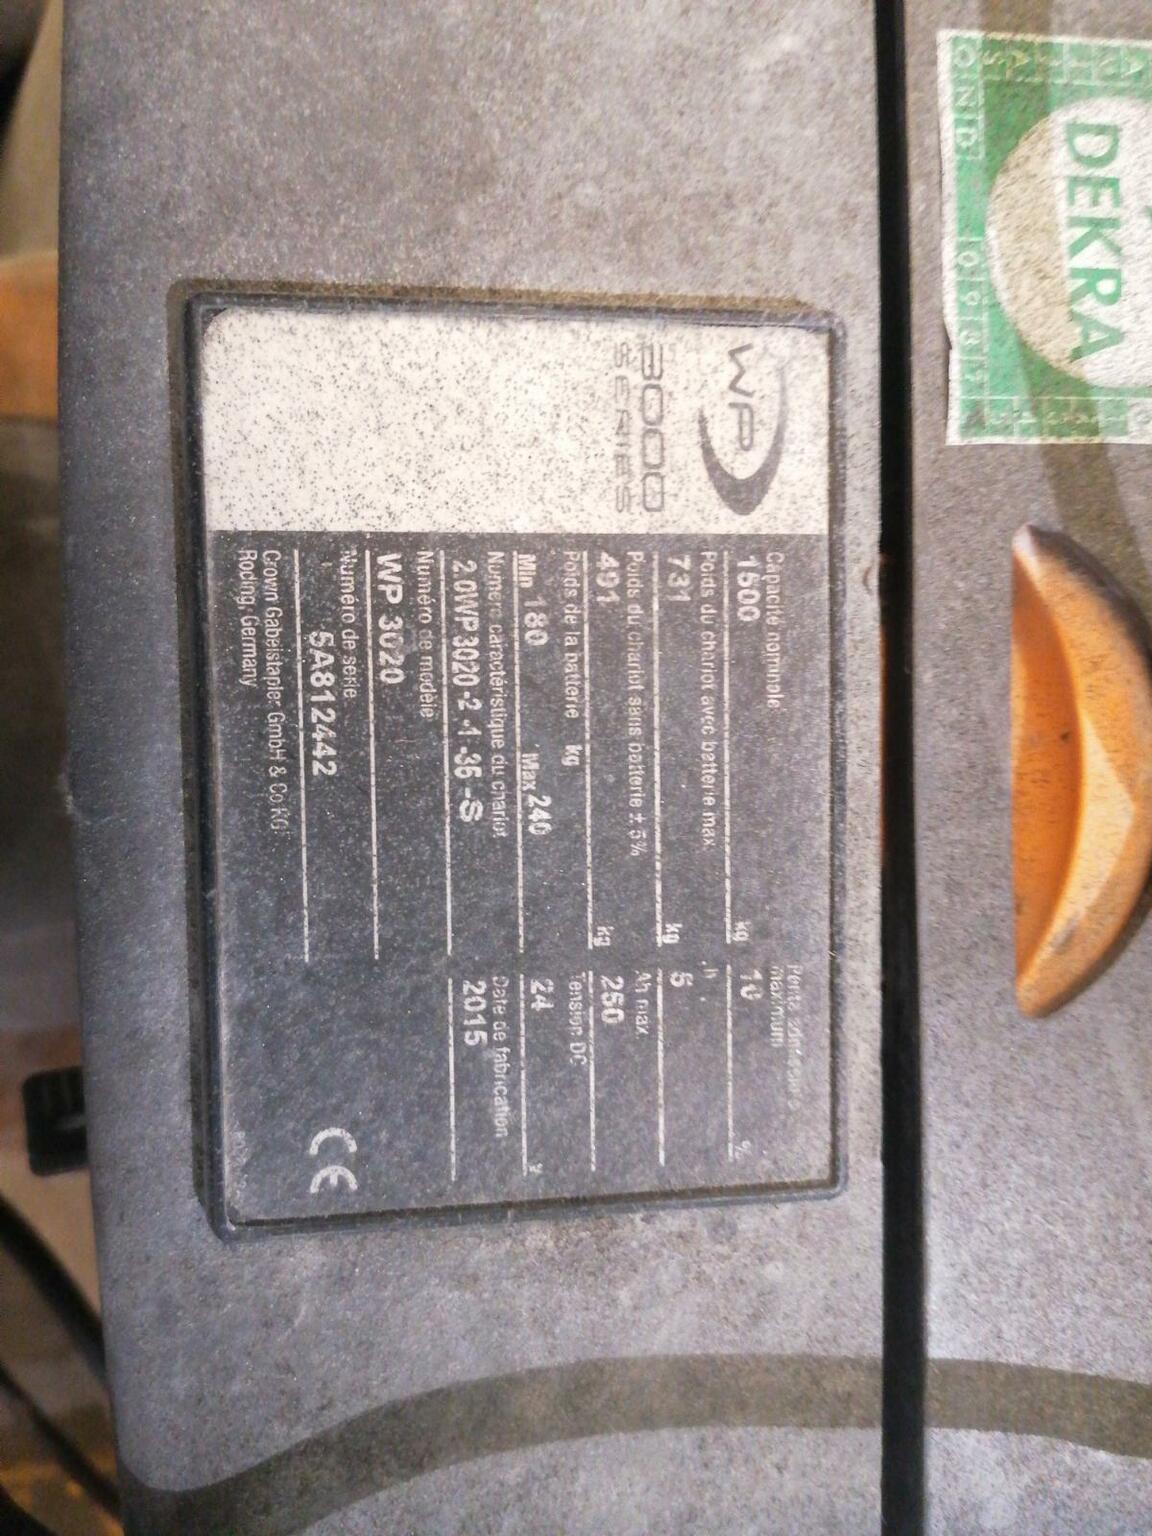 WP
3000
SERIES
Capacité nominale
1500 kg
Poids du chariot avec batterie max
731 kg
Poids du chariot sans batterie ± 5%
491 kg
Poids de la batterie kg
Min 180 Max 240
Numéro caractéristique du chariot
2.0WP3020-2-1-36-S
Numéro de modèle
WP 3020
Numéro de série
5A812442
Crown Gabelstapler GmbH & Co.KG
Roding, Germany
maximum
10 %
h
5
Ah max
250
Tension DC
24 V
Date de fabrication
2015
CE
DEKRA